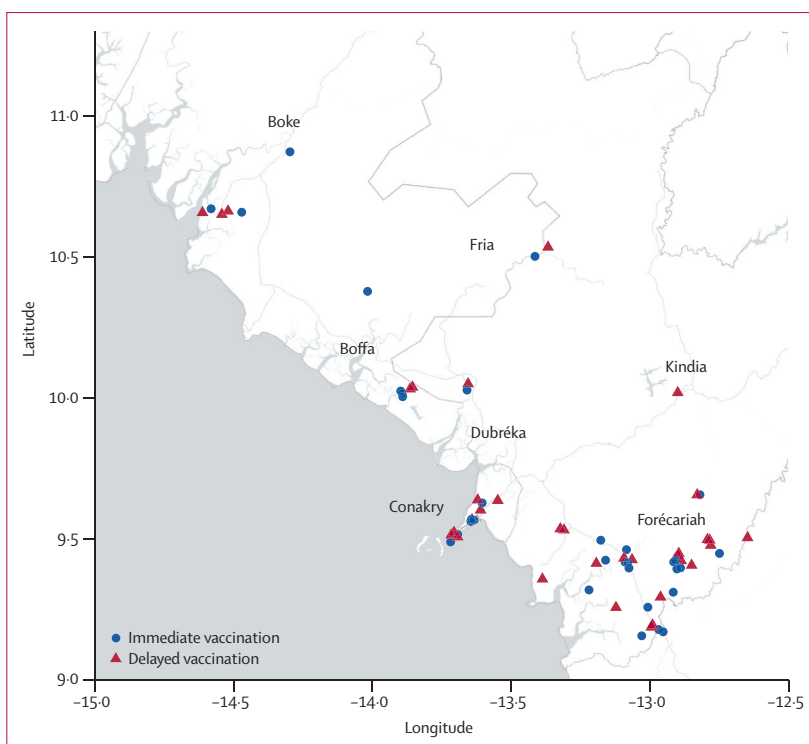 11·0
10·5
10·0
9·5
9·0
Latitude
Boke
Fria
Boffa
Kindia
Dubréka
Conakry
Forécariah
Immediate vaccination
Delayed vaccination
–15·0 –14·5 –14·0 –13·5 –13·0 –12·5
Longitude